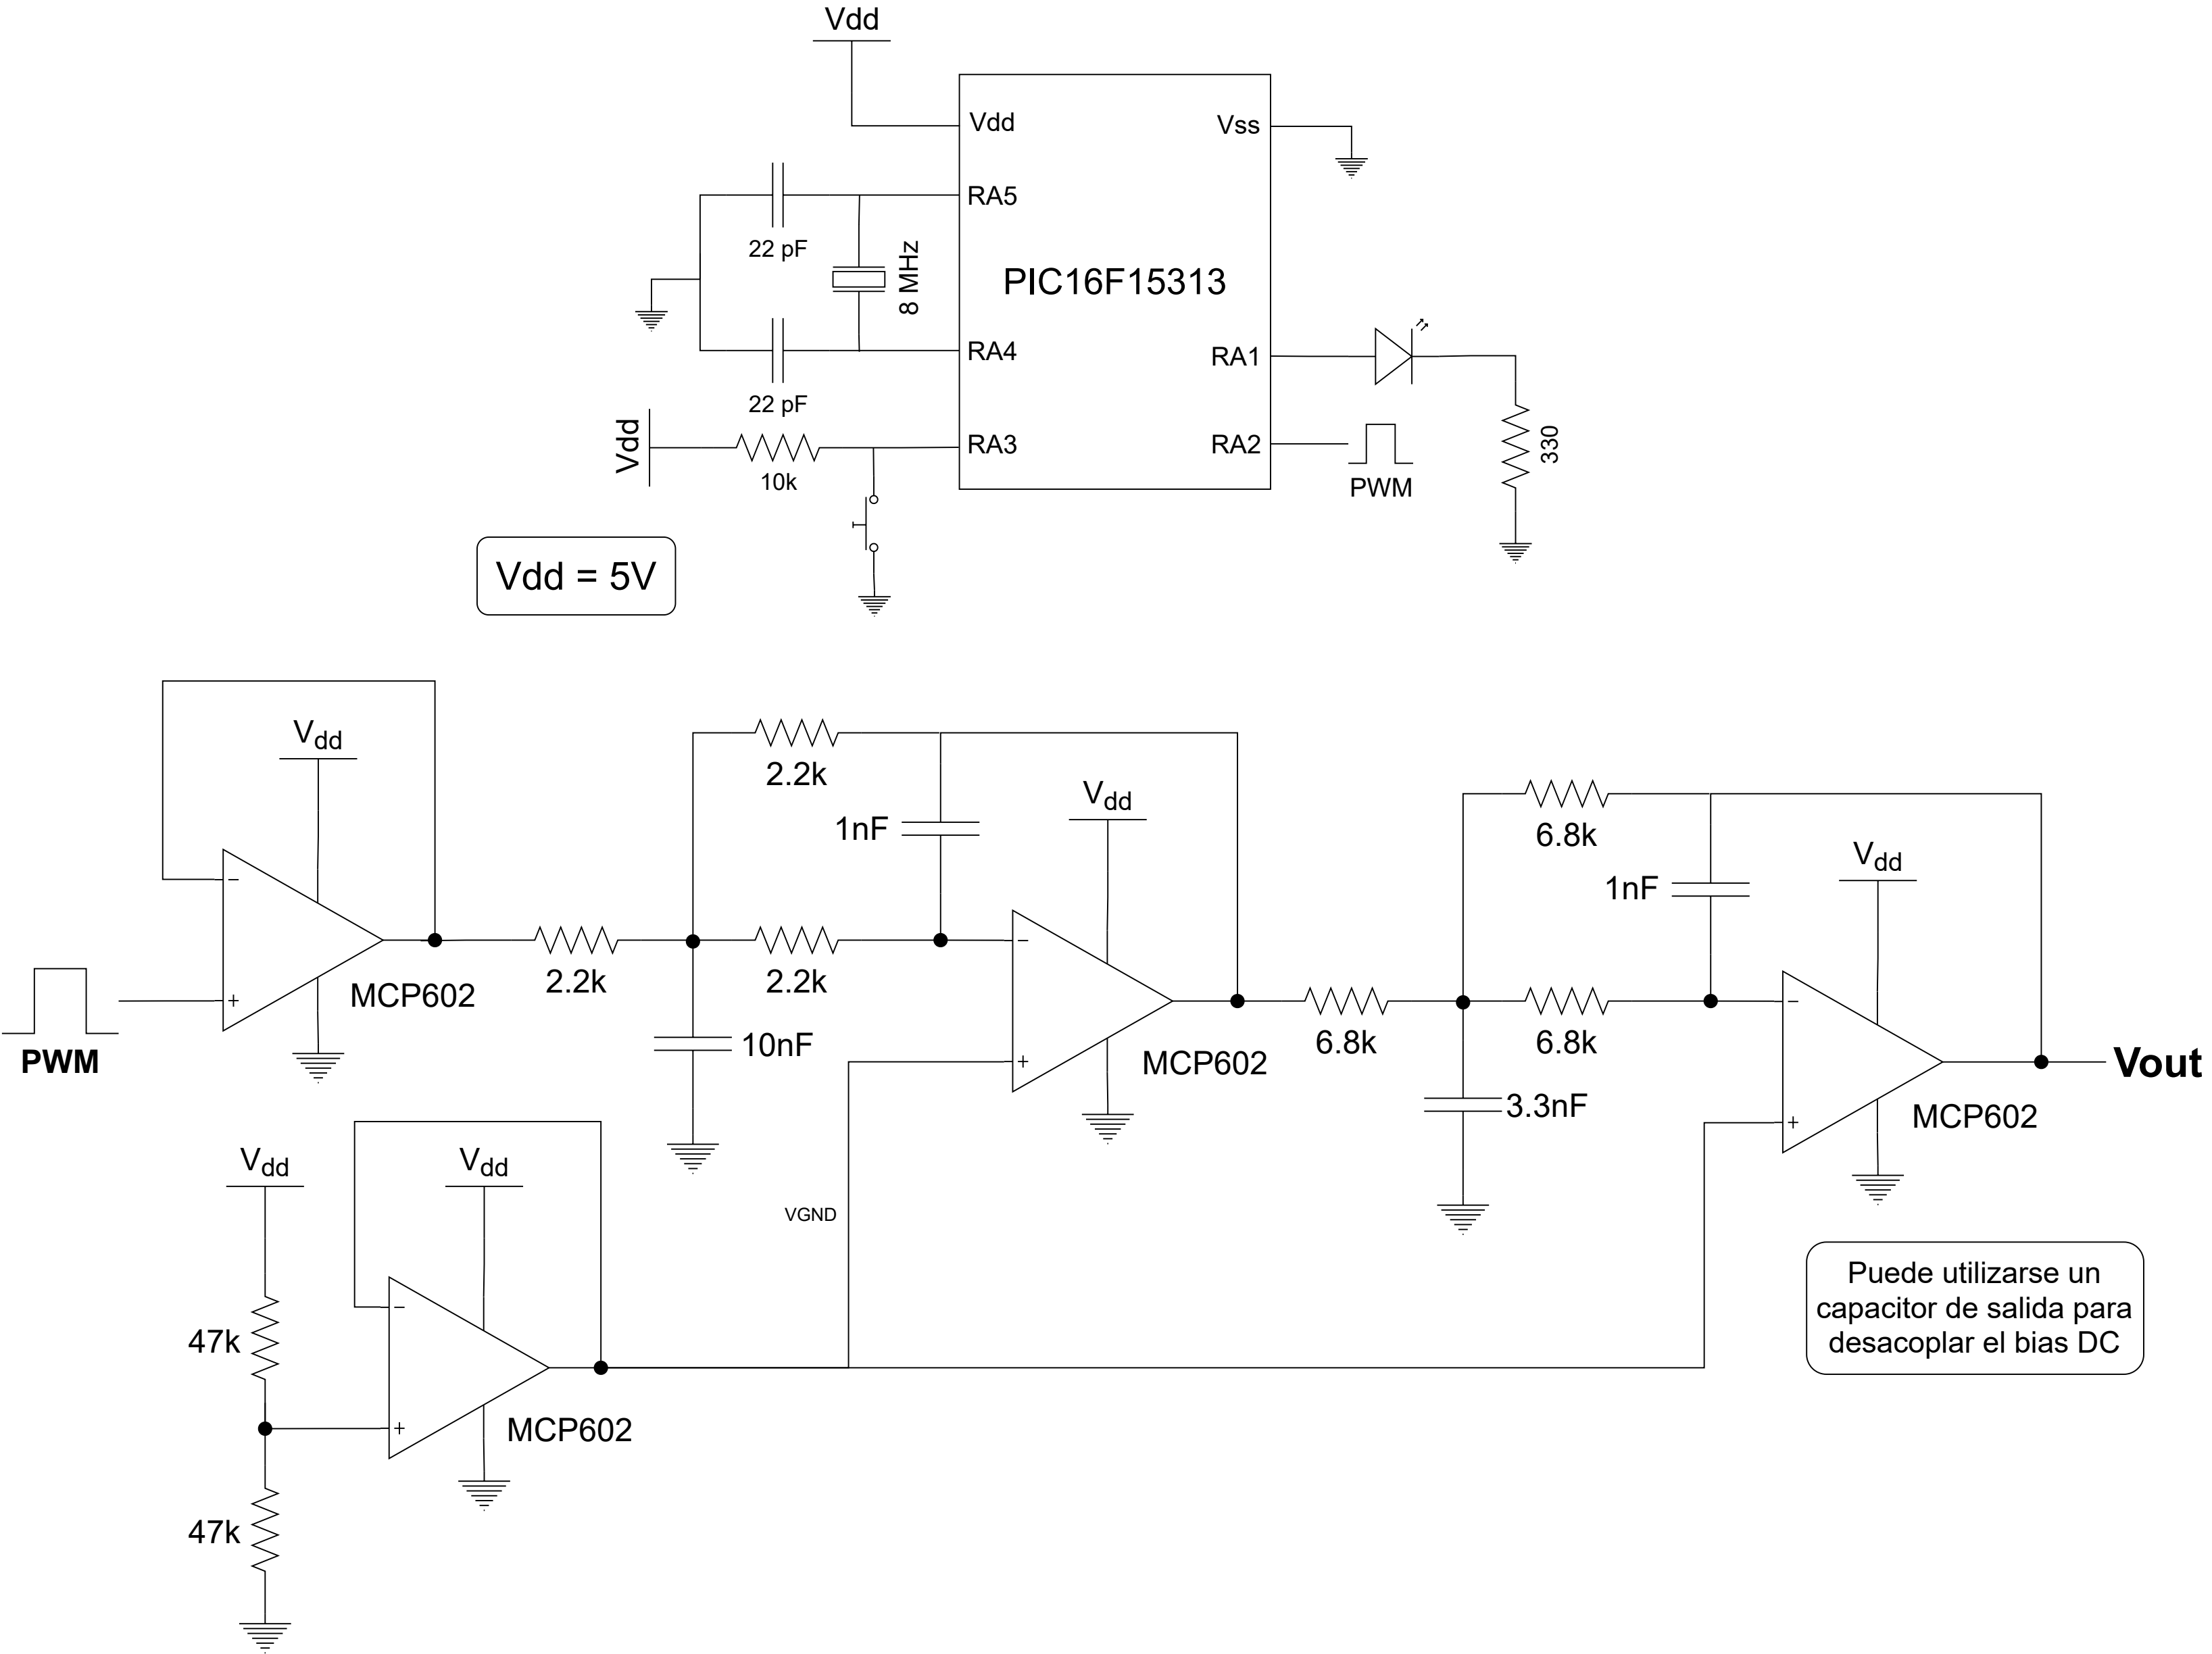 Vdd
Vdd
Vss
RA5
22 pF
8 MHz
PIC16F15313
RA4
RA1
22 pF
Vdd
10k
RA3
RA2
PWM
330
Vdd = 5V
Vdd
2.2k
Vdd
1nF
6.8k
Vdd
1nF
−
MCP602
+
PWM
2.2k
2.2k
10nF
−
+
MCP602
6.8k
6.8k
3.3nF
−
+
MCP602
Vout
Vdd
Vdd
VGND
47k
−
+
MCP602
47k
Puede utilizarse un
capacitor de salida para
desacoplar el bias DC